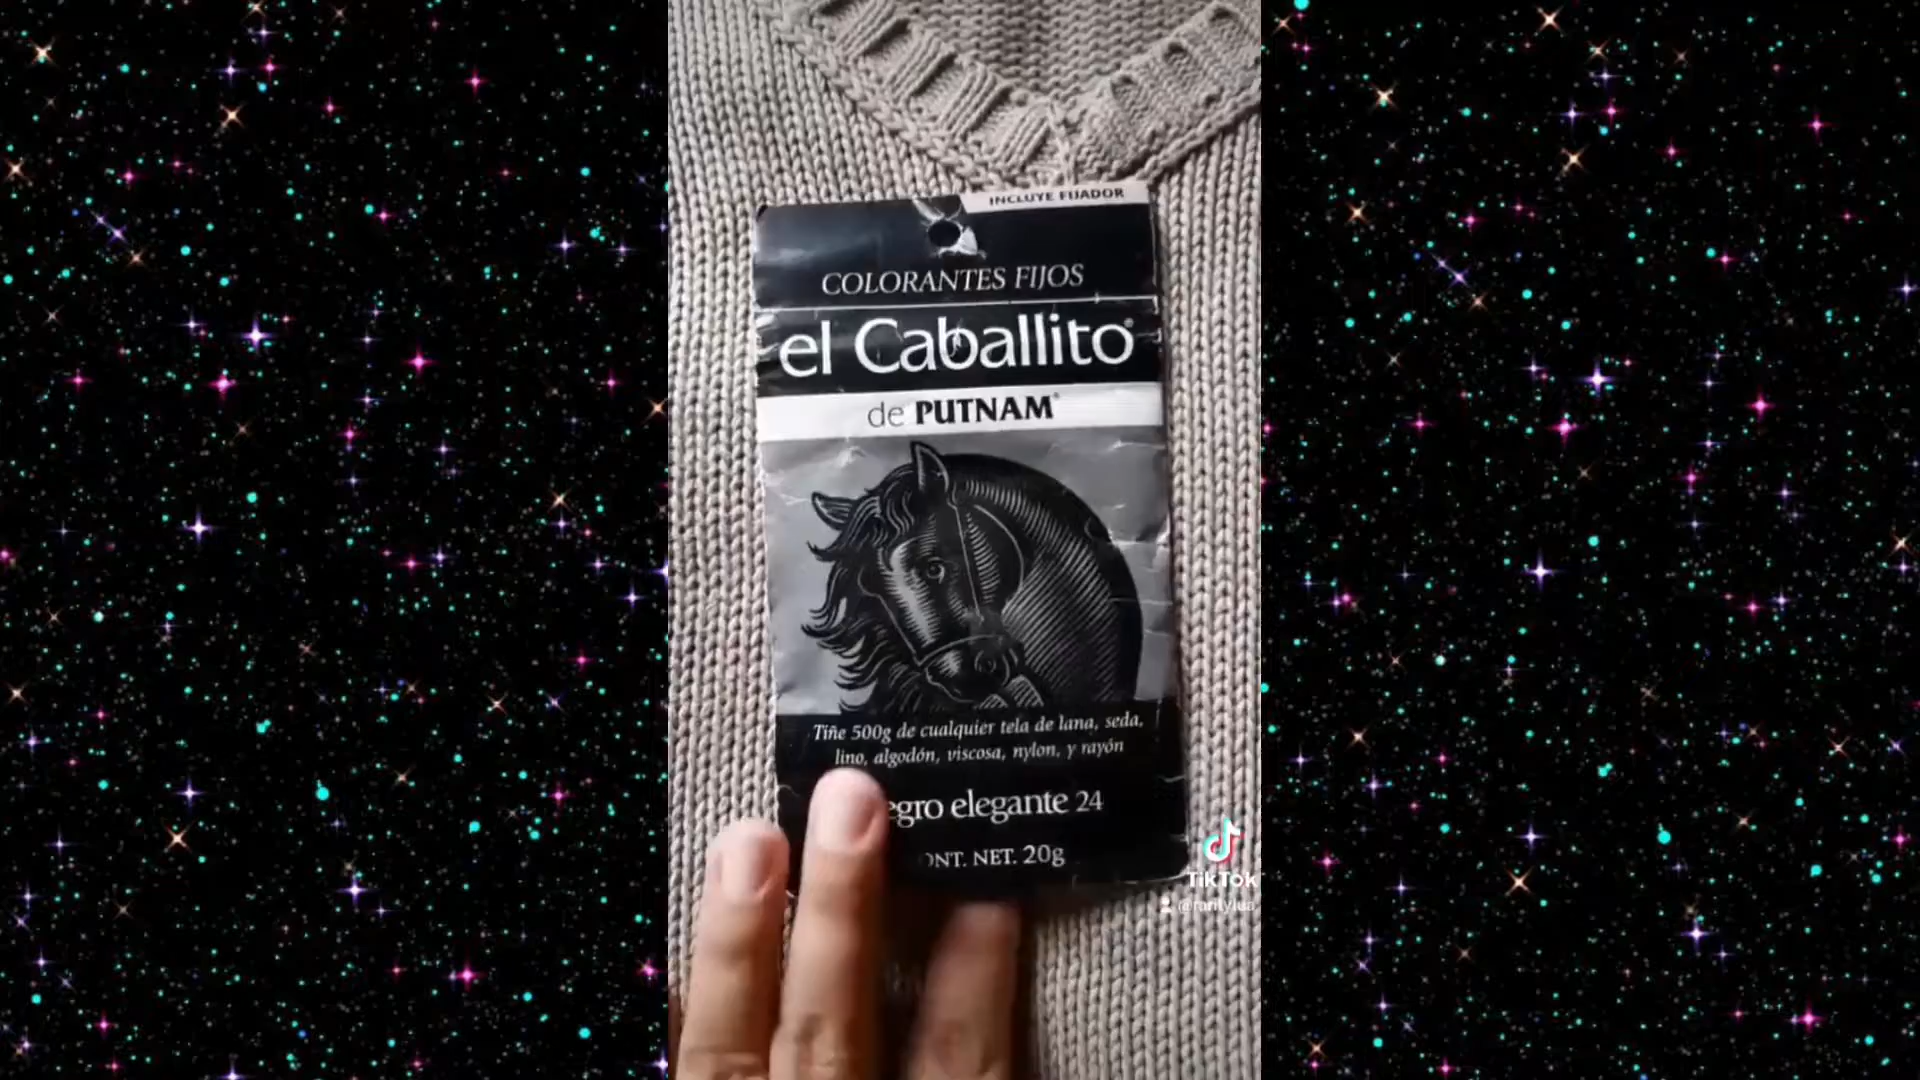 INCLUYE FIJADOR
COLORANTES FIJOS
el Caballito®
de PUTNAM®
Tiñe 500g de cualquier tela de lana, seda,
lino, algodón, viscosa, nylon, y rayón
egro elegante 24
ONT. NET. 20g
TikTok